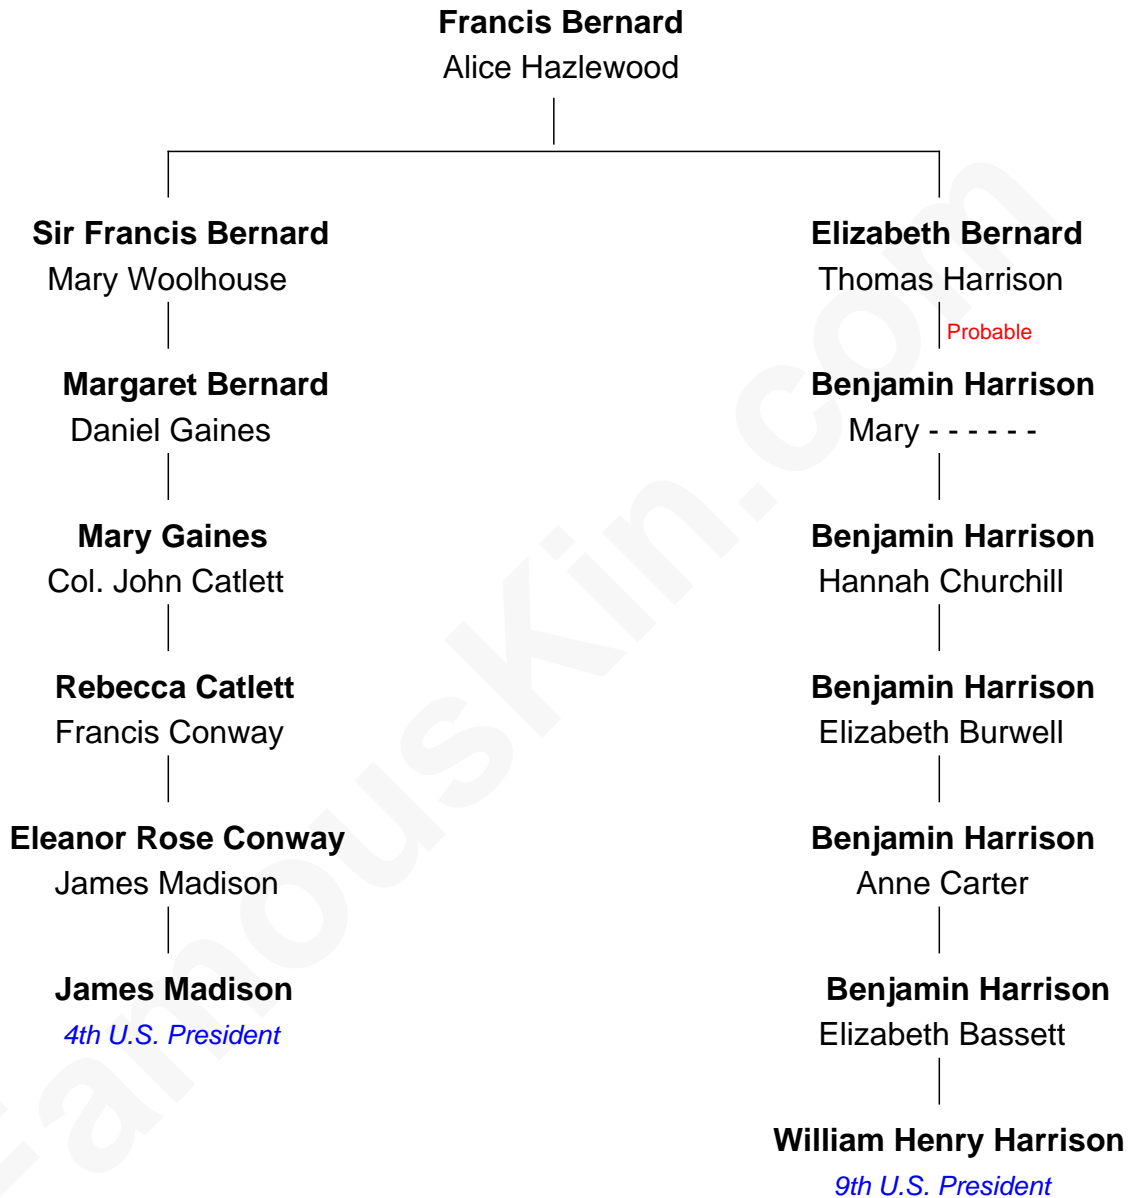 Francis Bernard
Alice Hazlewood
Sir Francis Bernard
Mary Woolhouse
Elizabeth Bernard
Thomas Harrison
Probable
Margaret Bernard
Daniel Gaines
Benjamin Harrison
Mary - - - - - -
Mary Gaines
Col. John Catlett
Benjamin Harrison
Hannah Churchill
Rebecca Catlett
Francis Conway
Benjamin Harrison
Elizabeth Burwell
Eleanor Rose Conway
James Madison
Benjamin Harrison
Anne Carter
James Madison
4th U.S. President
Benjamin Harrison
Elizabeth Bassett
William Henry Harrison
9th U.S. President
FamousKin.com